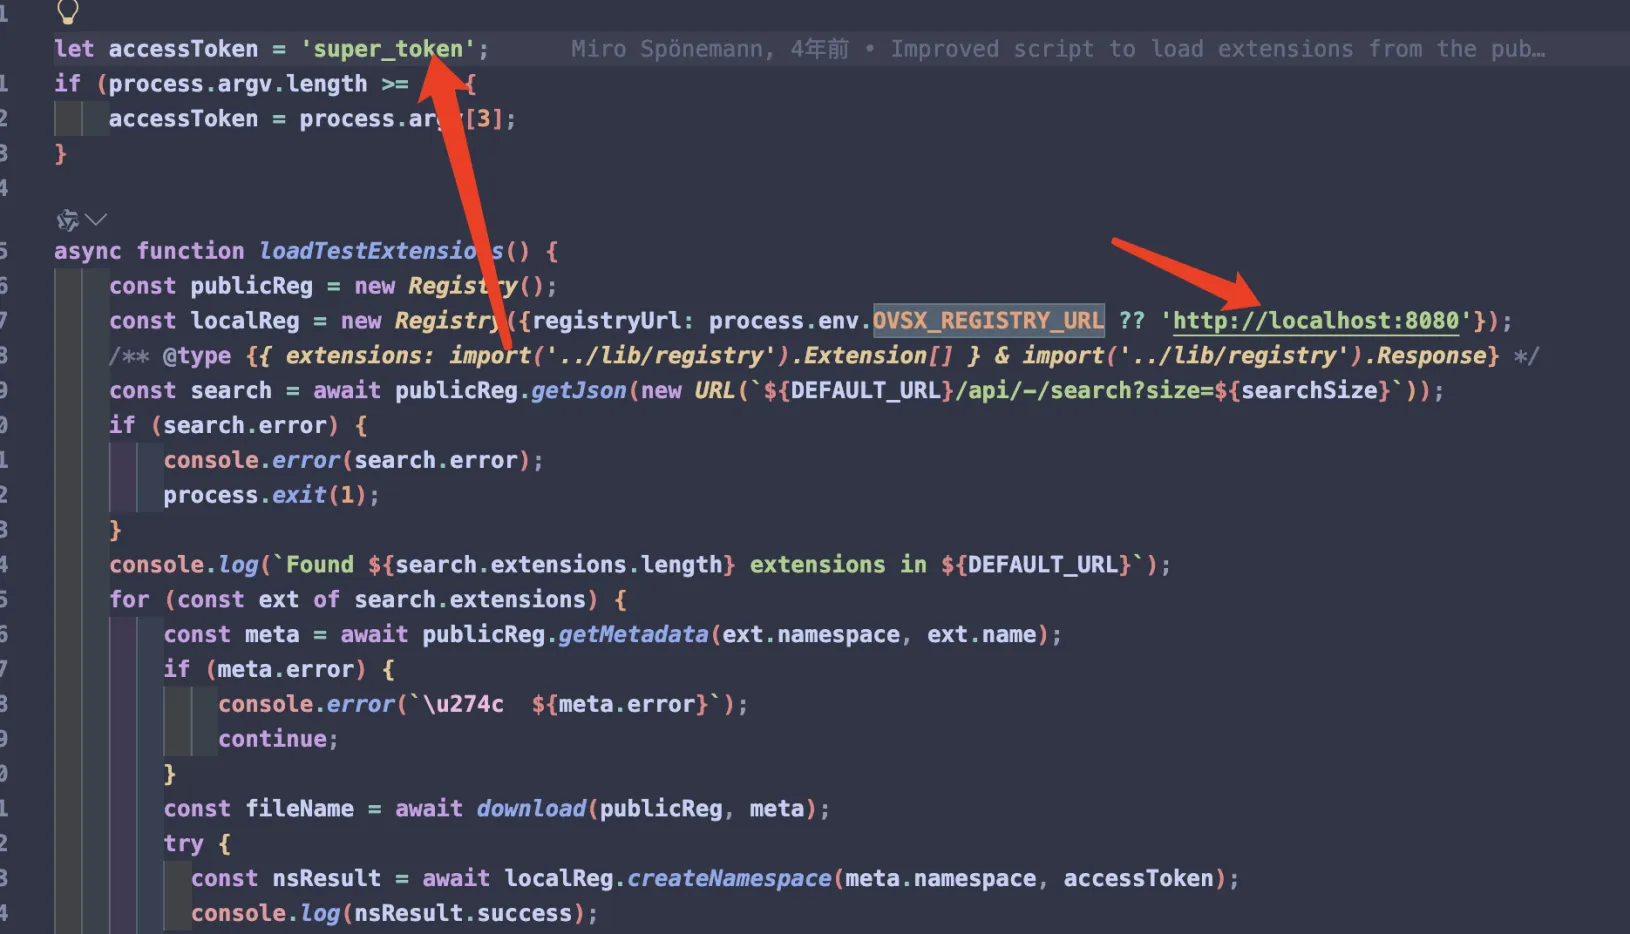 1
let accessToken = 'super_token';    Miro Spönemann, 4年前 • Improved script to load extensions from the pub…
1 if (process.argv.length >= {
2 accessToken = process.argv[3];
3 }
4
5 async function loadTestExtensions() {
6 const publicReg = new Registry();
7 const localReg = new Registry({registryUrl: process.env.OVSX_REGISTRY_URL ?? 'http://localhost:8080'});
8 /** @type {{ extensions: import('../lib/registry').Extension[] } & import('../lib/registry').Response} */
9 const search = await publicReg.getJson(new URL(`${DEFAULT_URL}/api/-/search?size=${searchSize}`));
0 if (search.error) {
1 console.error(search.error);
2 process.exit(1);
3 }
4 console.log(`Found ${search.extensions.length} extensions in ${DEFAULT_URL}`);
5 for (const ext of search.extensions) {
6 const meta = await publicReg.getMetadata(ext.namespace, ext.name);
7 if (meta.error) {
8 console.error(`\u274c  ${meta.error}`);
9 continue;
0 }
1 const fileName = await download(publicReg, meta);
2 try {
3 const nsResult = await localReg.createNamespace(meta.namespace, accessToken);
4 console.log(nsResult.success);